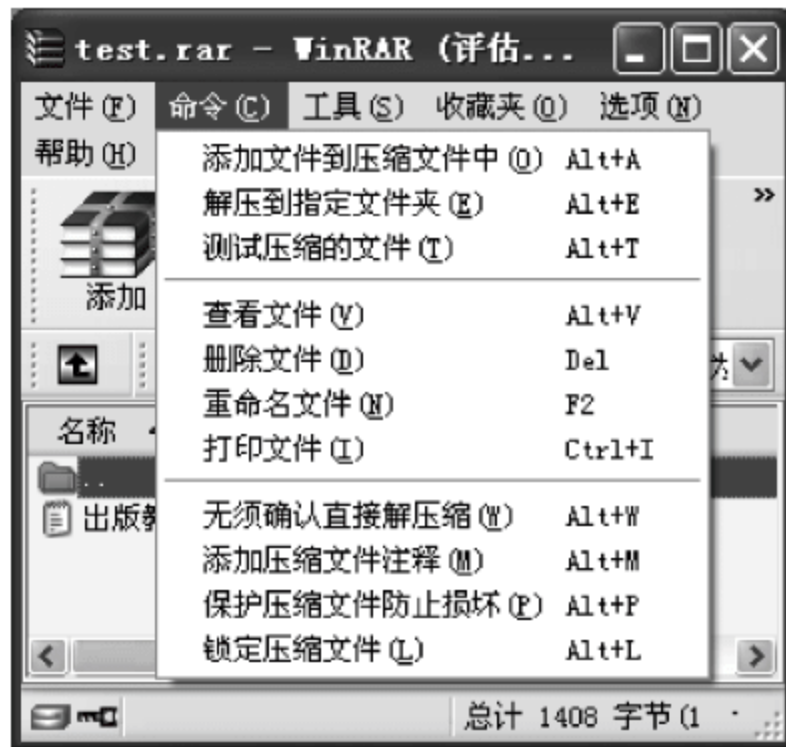 test.rar - WinRAR (评估...
文件(F) 命令(C) 工具(S) 收藏夹(O) 选项(N)
帮助(H)
添加文件到压缩文件中(O) Alt+A
解压到指定文件夹(E) Alt+E
测试压缩的文件(T) Alt+T
»
添加
查看文件(V) Alt+V
删除文件(D) Del
重命名文件(N) F2
打印文件(I) Ctrl+I
名称
..
出版
无须确认直接解压缩(W) Alt+W
添加压缩文件注释(M) Alt+M
保护压缩文件防止损坏(P) Alt+P
锁定压缩文件(L) Alt+L
总计 1408 字节(1